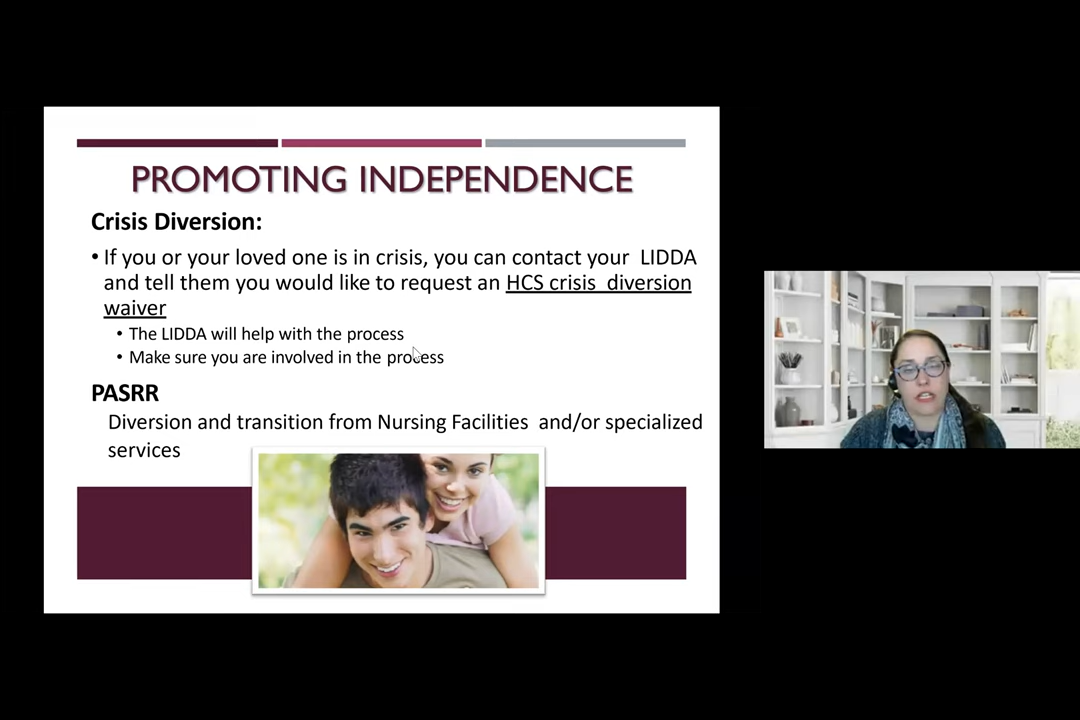 PROMOTING INDEPENDENCE
Crisis Diversion:
• If you or your loved one is in crisis, you can contact your LIDDA
and tell them you would like to request an HCS crisis diversion
waiver
• The LIDDA will help with the process
• Make sure you are involved in the process
PASRR
Diversion and transition from Nursing Facilities and/or specialized
services